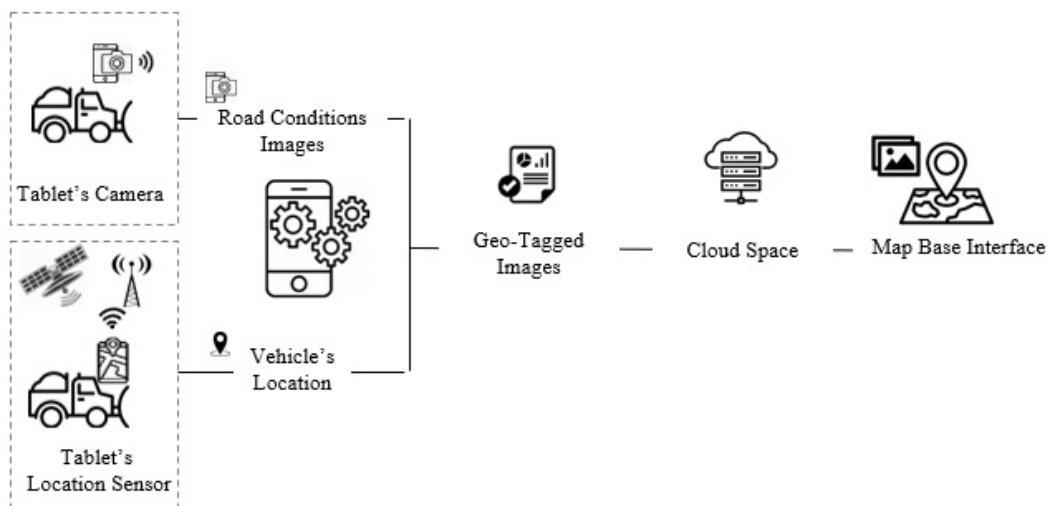 Tablet's Camera
Road Conditions
Images
Vehicle's
Location
Tablet's
Location Sensor
Geo-Tagged
Images
Cloud Space
Map Base Interface